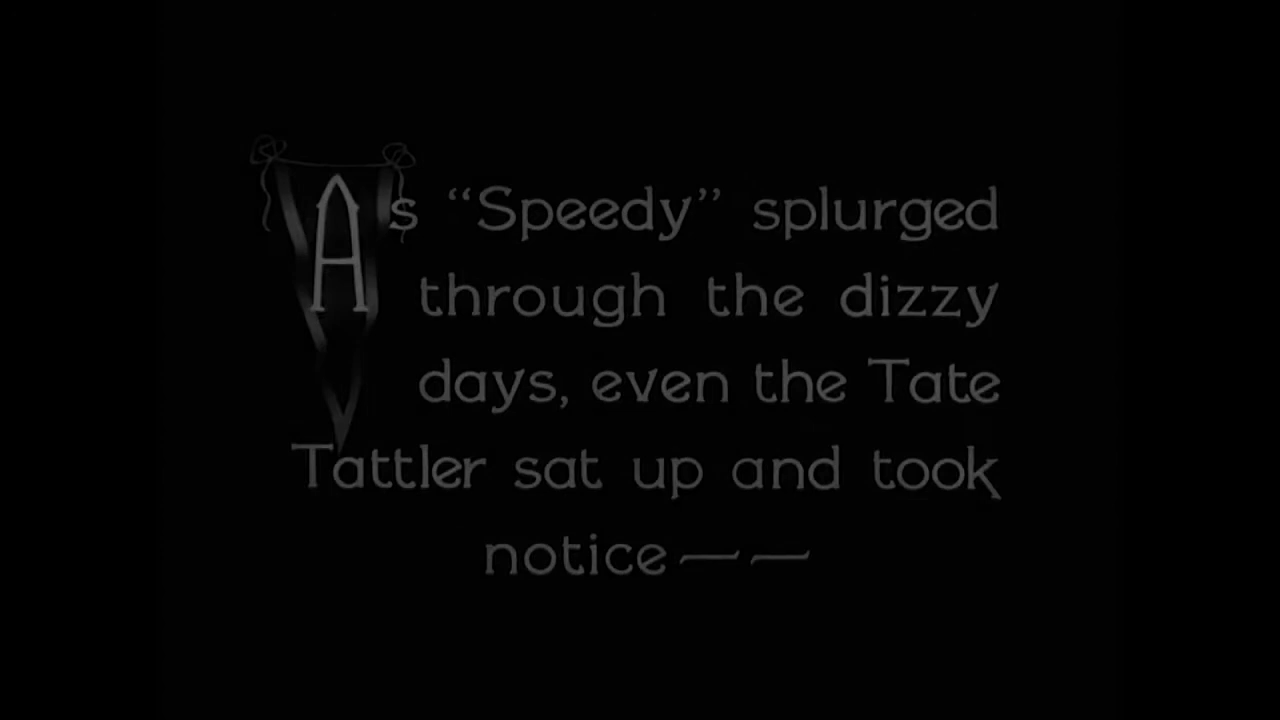 As “Speedy” splurged
through the dizzy
days, even the Tate
Tattler sat up and took
notice — —